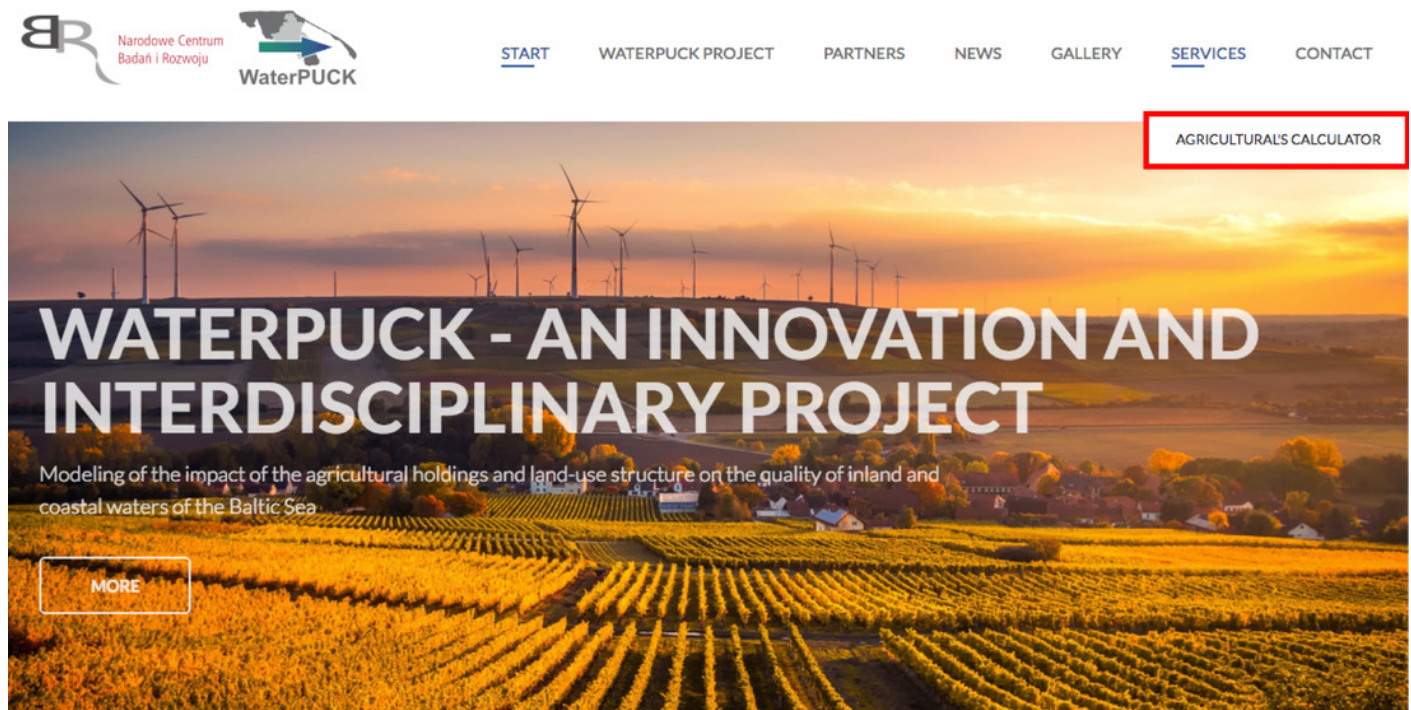 Narodowe Centrum
Badań i Rozwoju
WaterPUCK
START WATERPUCK PROJECT PARTNERS NEWS GALLERY SERVICES CONTACT
AGRICULTURAL'S CALCULATOR
WATERPUCK - AN INNOVATION AND
INTERDISCIPLINARY PROJECT
Modeling of the impact of the agricultural holdings and land-use structure on the quality of inland and
coastal waters of the Baltic Sea
MORE